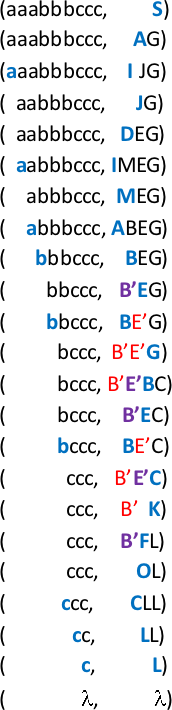 (aaabbbccc, S)
(aaabbbccc, AG)
(aaabbbccc, I JG)
( aabbbccc, JG)
( aabbbccc, DEG)
( aabbbccc, IMEG)
( abbbccc, MEG)
( abbbccc, ABEG)
( bbbccc, BEG)
( bbccc, B’EG)
( bbccc, BE’G)
( bccc, B’E’G)
( bccc, B’E’BC)
( bccc, B’EC)
( bccc, BE’C)
( ccc, B’E’C)
( ccc, B’ K)
( ccc, B’FL)
( ccc, OL)
( ccc, CLL)
( cc, LL)
( c, L)
( λ, λ)